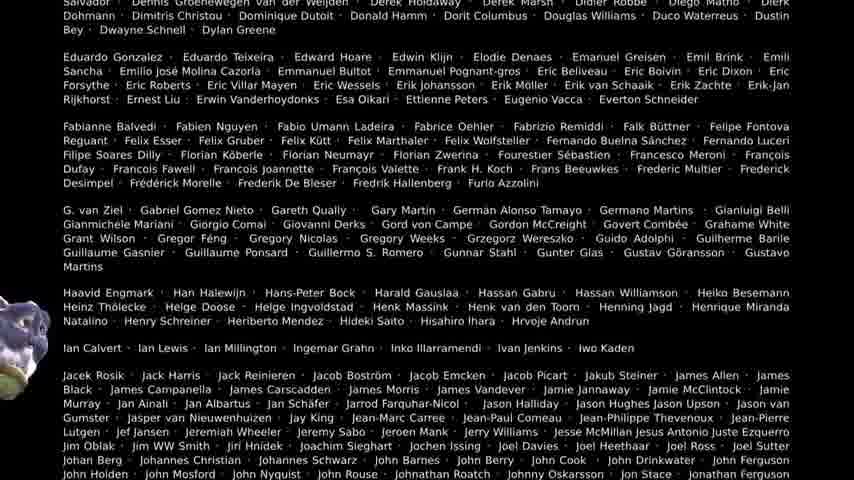 Salvador · Dennis Groenewegen van der Weijden · Derek Holdaway · Derek Marsh · Didier Robbe · Diego Matho · Dierk
Dohmann · Dimitris Christou · Dominique Dutoit · Donald Hamm · Dorit Columbus · Douglas Williams · Duco Waterreus · Dustin
Bey · Dwayne Schnell · Dylan Greene
Eduardo Gonzalez · Eduardo Teixeira · Edward Hoare · Edwin Klijn · Elodie Denaes · Emanuel Greisen · Emil Brink · Emili
Sancha · Emilio josé Molina Cazorla · Emmanuel Bultot · Emmanuel Pognant-gros · Eric Beliveau · Eric Boivin · Eric Dixon · Eric
Forsythe · Eric Roberts · Eric Villar Mayen · Eric Wessels · Erik Johansson · Erik Möller · Erik van Schaaik · Erik Zachte · Erik-Jan
Rijkhorst · Ernest Liu · Erwin Vanderhoydonks · Esa Oikari · Ettienne Peters · Eugenio Vacca · Everton Schneider
Fabianne Balvedi · Fabien Nguyen · Fabio Umann Ladeira · Fabrice Oehler · Fabrizio Remiddi · Falk Büttner · Felipe Fontova
Reguant · Felix Esser · Felix Gruber · Felix Kütt · Felix Marthaler · Felix Wolfsteller · Fernando Buelna Sánchez · Fernando Luceri
Filipe Soares Dilly · Florian Köberle · Florian Neumayr · Florian Zwerina · Fourestier Sébastien · Francesco Meroni · François
Dufay · Francois Fawell · Francois Joannette · François Valette · Frank H. Koch · Frans Beeuwkes · Frederic Multier · Frederick
Desimpel · Frédérick Morelle · Frederik De Bleser · Fredrik Hallenberg · Furio Azzolini
G. van Ziel · Gabriel Gomez Nieto · Gareth Qually · Gary Martin · Germán Alonso Tamayo · Germano Martins · Gianluigi Belli
Gianmichele Mariani · Giorgio Comai · Giovanni Derks · Gord von Campe · Gordon McCreight · Govert Combée · Grahame White
Grant Wilson · Gregor Féng · Gregory Nicolas · Gregory Weeks · Grzegorz Wereszko · Guido Adolphi · Guilherme Barile
Guillaume Gasnier · Guillaume Ponsard · Guillermo S. Romero · Gunnar Stahl · Gunter Glas · Gustav Göransson · Gustavo
Martins
Haavid Engmark · Han Halewijn · Hans-Peter Bock · Harald Gauslaa · Hassan Gabru · Hassan Williamson · Heiko Besemann
Heinz Thölecke · Helge Doose · Helge Ingvoldstad · Henk Massink · Henk van den Toorn · Henning Jagd · Henrique Miranda
Natalino · Henry Schreiner · Heriberto Mendez · Hideki Saito · Hisahiro Ihara · Hrvoje Andrun
Ian Calvert · Ian Lewis · Ian Millington · Ingemar Grahn · Inko Illarramendi · Ivan Jenkins · Iwo Kaden
Jacek Rosik · Jack Harris · Jack Reinieren · Jacob Boström · Jacob Emcken · Jacob Picart · Jakub Steiner · James Allen · James
Black · James Campanella · James Carscadden · James Morris · James Vandever · Jamie Jannaway · Jamie McClintock · Jamie
Murray · Jan Ainali · Jan Albartus · Jan Schäfer · Jarrod Farquhar-Nicol · Jason Halliday · Jason Hughes Jason Upson · Jason van
Gumster · Jasper van Nieuwenhuizen · Jay King · Jean-Marc Carree · Jean-Paul Comeau · Jean-Philippe Thevenoux · Jean-Pierre
Lutgen · Jef Jansen · Jeremiah Wheeler · Jeremy Sabo · Jeroen Mank · Jerry Williams · Jesse McMillan Jesus Antonio Juste Ezquerro
Jim Oblak · Jim WW Smith · Jiri Hnidek · Joachim Sieghart · Jochen Issing · Joel Davies · Joel Heethaar · Joel Ross · Joel Sutter
Johan Berg · Johannes Christian · Johannes Schwarz · John Barnes · John Berry · John Cook · John Drinkwater · John Ferguson
John Holden · John Mosford · John Nyquist · John Rouse · Johnathan Roatch · Johnny Oskarsson · Jon Stace · Jonathan Ferguson